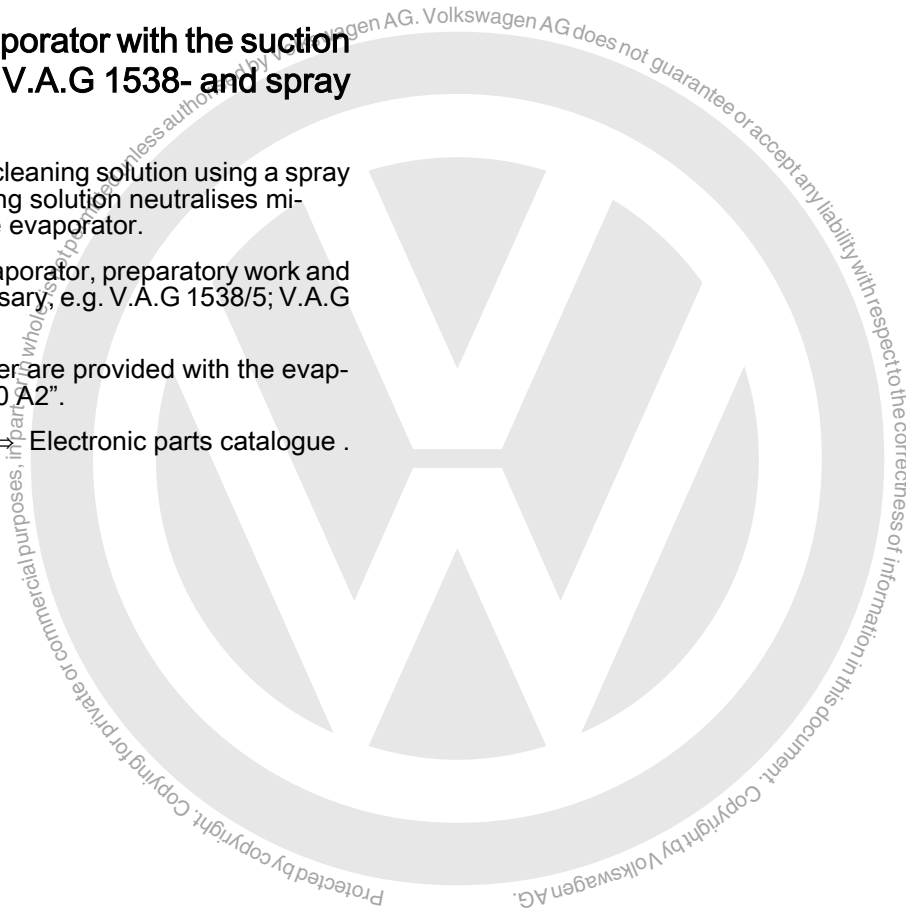 porator with the suction
V.A.G 1538- and spray
cleaning solution using a spray
ng solution neutralises mi-
e evaporator.
aporator, preparatory work and
ssary, e.g. V.A.G 1538/5; V.A.G
er are provided with the evap-
0 A2”.
⇒ Electronic parts catalogue .
Protected by copyright. Copying for private or commercial purposes, in part or in whole, is not permitted unless authorised by Volkswagen AG. Volkswagen AG does not guarantee or accept any liability with respect to the correctness of information in this document. Copyright by Volkswagen AG.